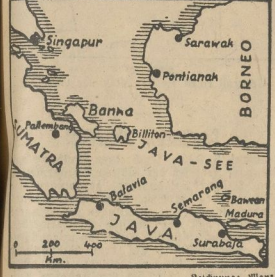 Singapur
Sarawak
Pontianak
BORNEO
Banka
Pallembang
Billiton
SUMATRA
JAVA-SEE
Batavia
Semarang
Bawean
Madura
JAVA
Surabaja
0 200 400
Km.